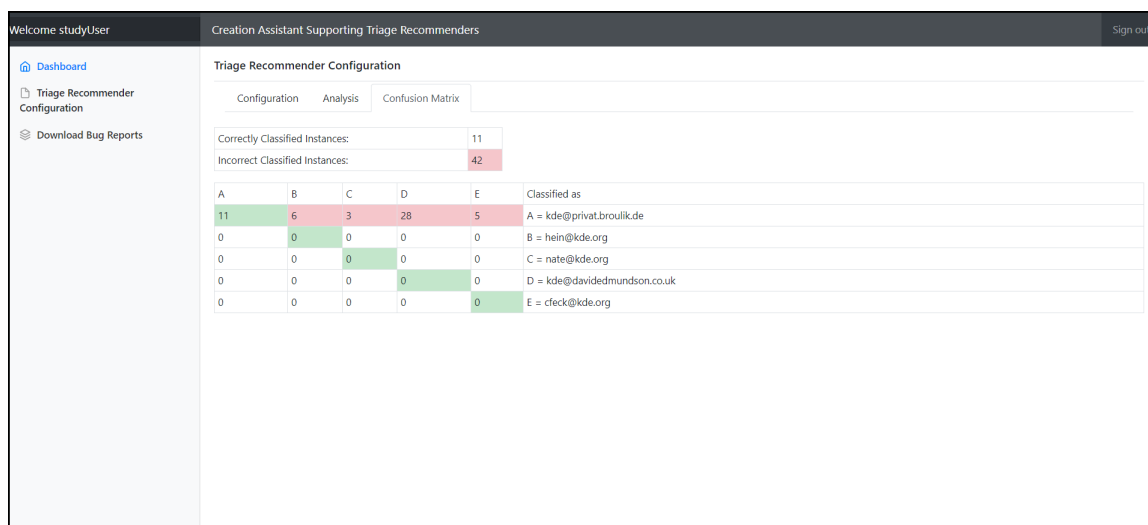 Welcome studyUser
Creation Assistant Supporting Triage Recommenders
Sign out
Dashboard
Triage Recommender
Configuration
Download Bug Reports
Triage Recommender Configuration
Configuration Analysis Confusion Matrix
Correctly Classified Instances: 11
Incorrect Classified Instances: 42
A B C D E Classified as
11 6 3 28 5 A = kde@privat.broulik.de
0 0 0 0 0 B = hein@kde.org
0 0 0 0 0 C = nate@kde.org
0 0 0 0 0 D = kde@davidedmundson.co.uk
0 0 0 0 0 E = cfeck@kde.org